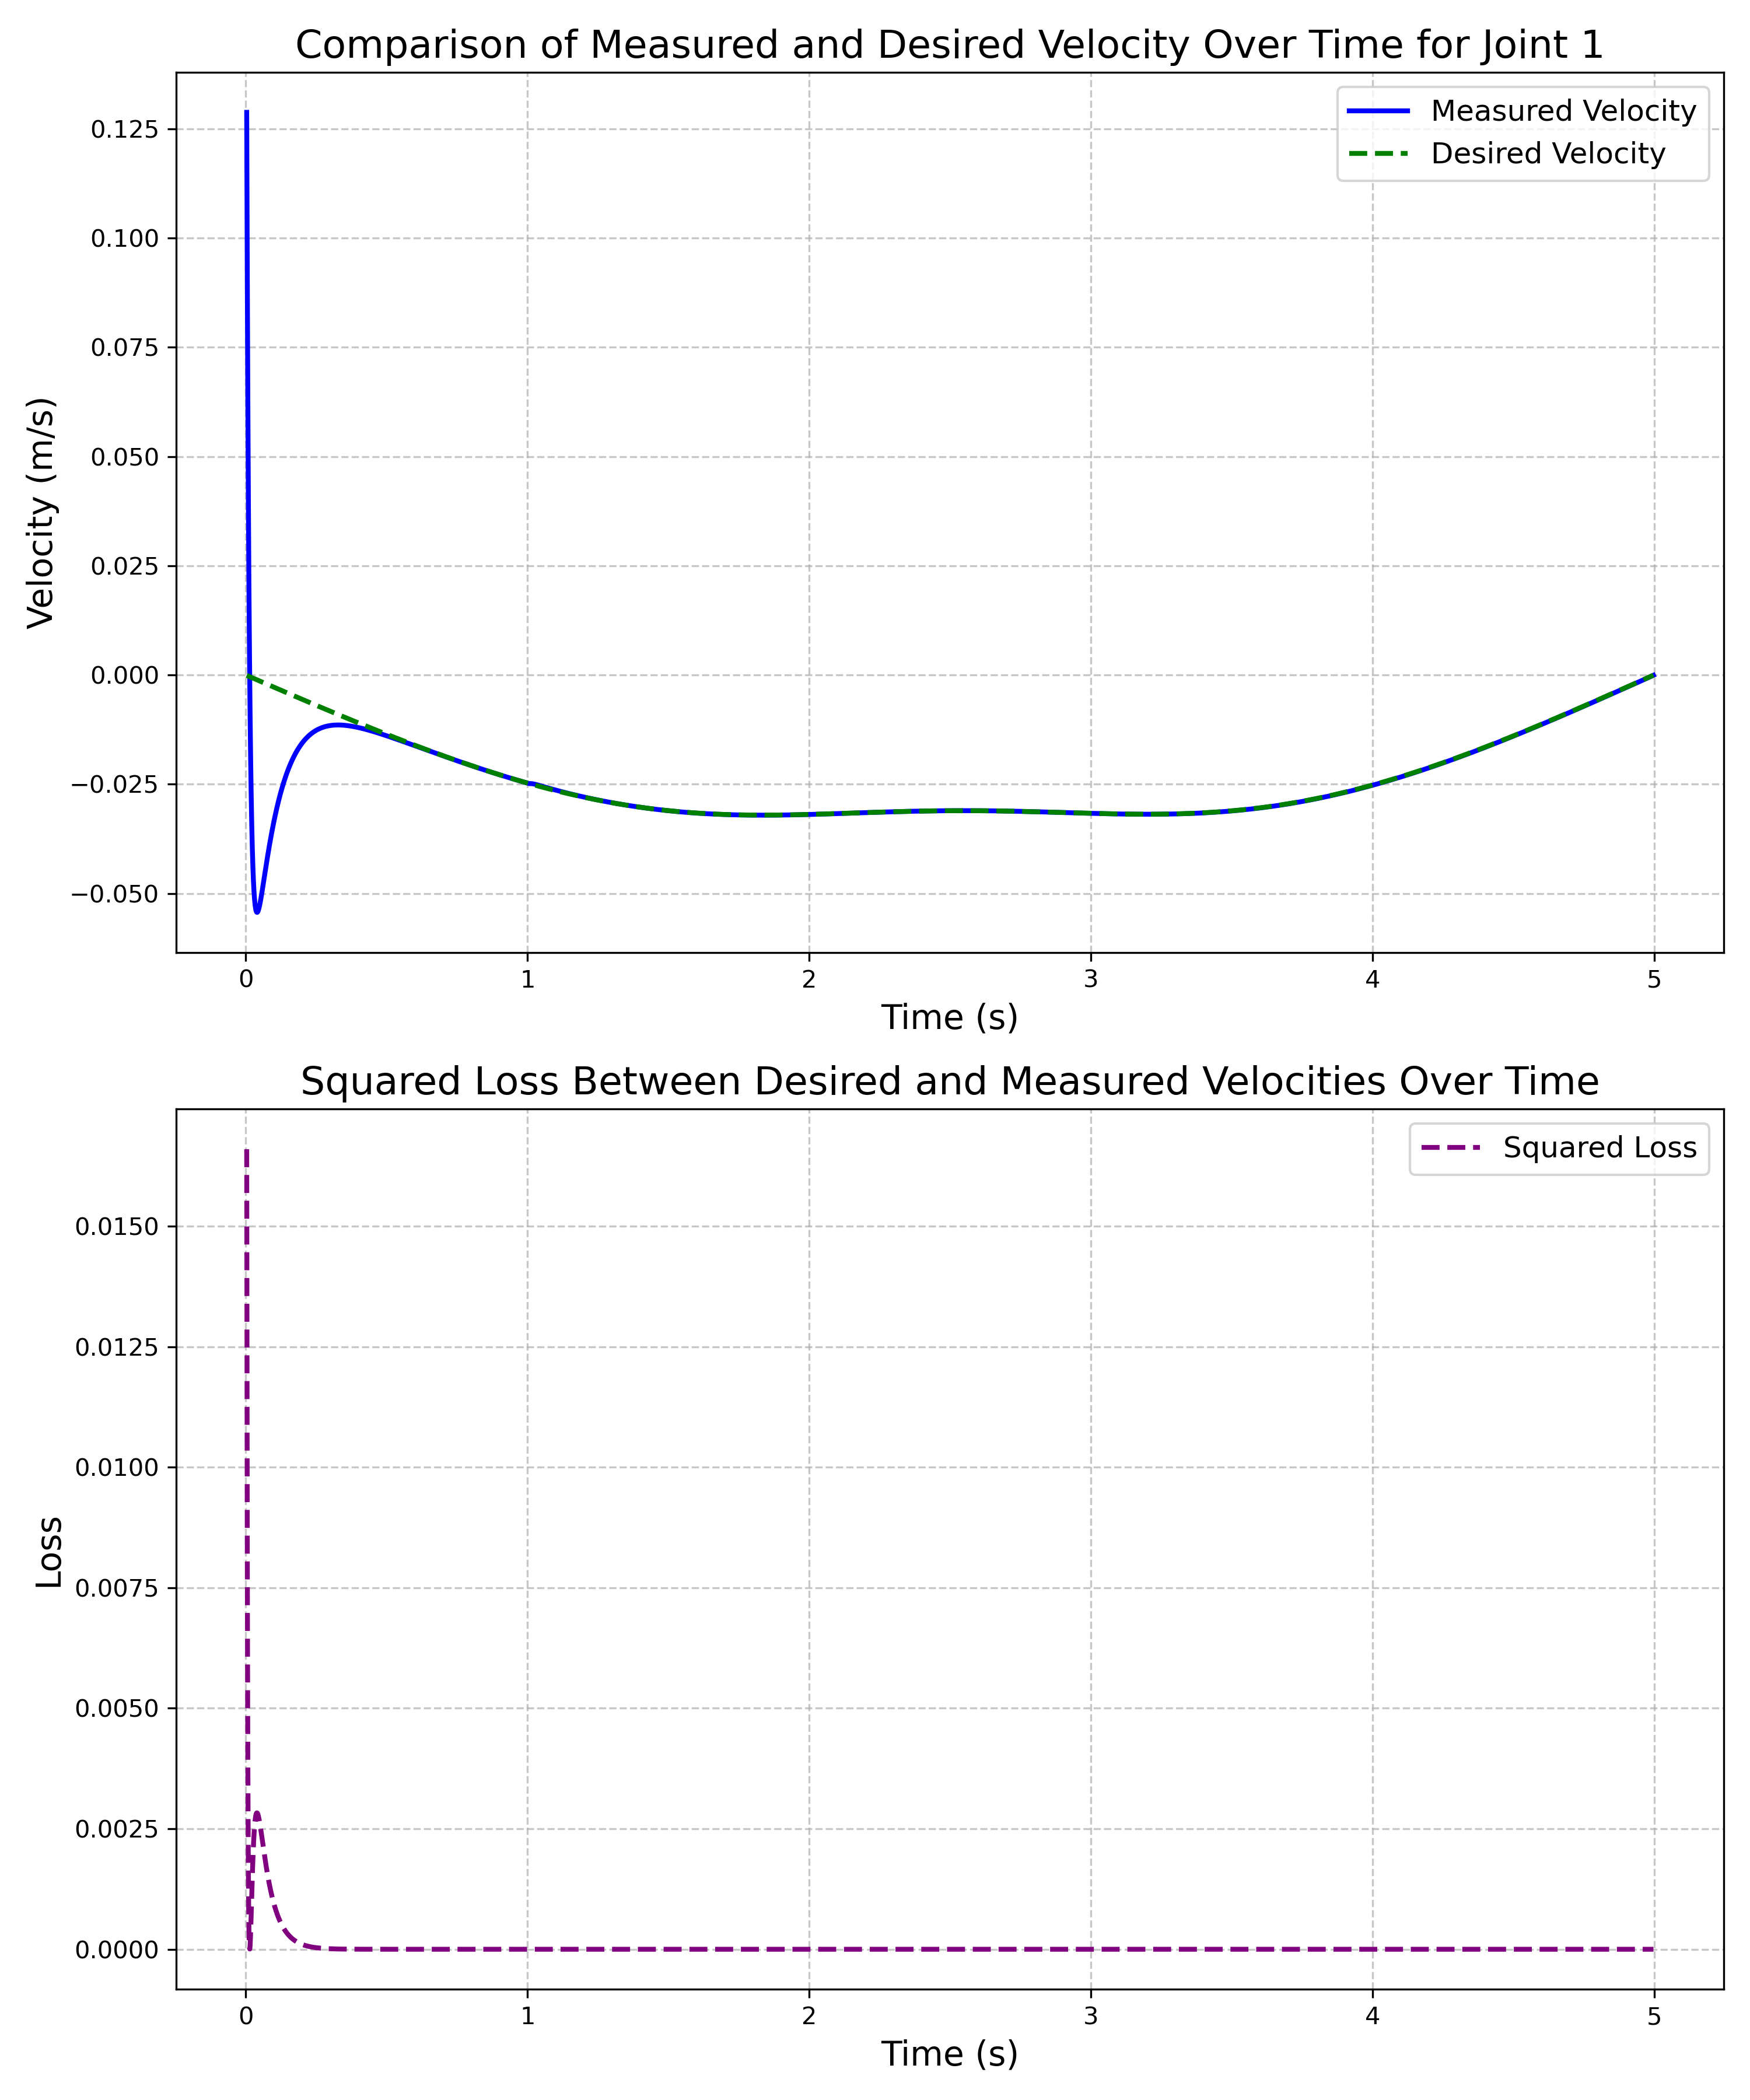 Comparison of Measured and Desired Velocity Over Time for Joint 1
Measured Velocity
Desired Velocity
0.125
0.100
0.075
0.050
0.025
0.000
−0.025
−0.050
Velocity (m/s)
0 1 2 3 4 5
Time (s)
Squared Loss Between Desired and Measured Velocities Over Time
Squared Loss
0.0150
0.0125
0.0100
0.0075
0.0050
0.0025
0.0000
Loss
0 1 2 3 4 5
Time (s)